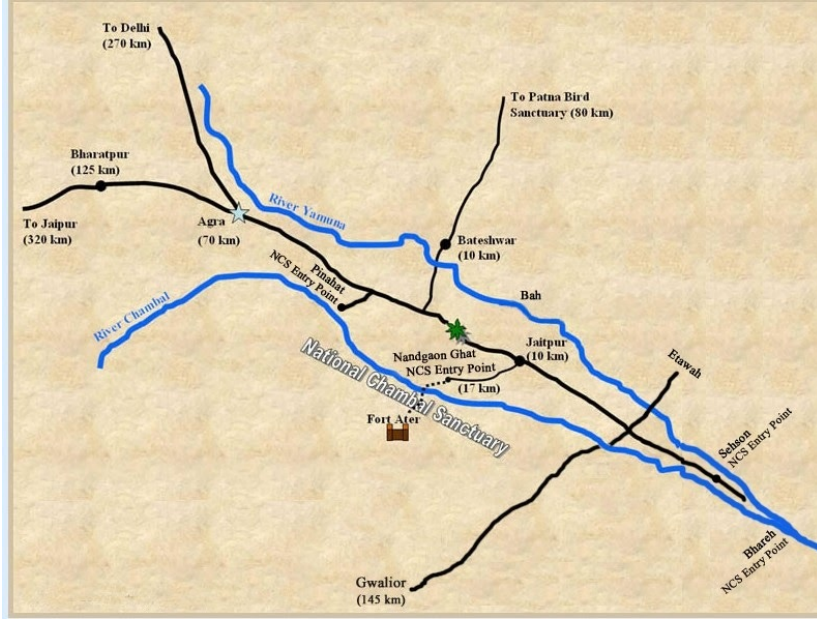 To Delhi
(270 km)
To Patna Bird
Sanctuary (80 km)
Bharatpur
(125 km)
River Yamuna
To Jaipur
(320 km)
Agra
(70 km)
Bateshwar
(10 km)
Pinahat
NCS Entry Point
Bah
River Chambal
Jaitpur
(10 km)
Nandgaon Ghat
NCS Entry Point
(17 km)
Etawah
National Chambal Sanctuary
Fort Ater
Sehson
NCS Entry Point
Bhareh
NCS Entry Point
Gwalior
(145 km)